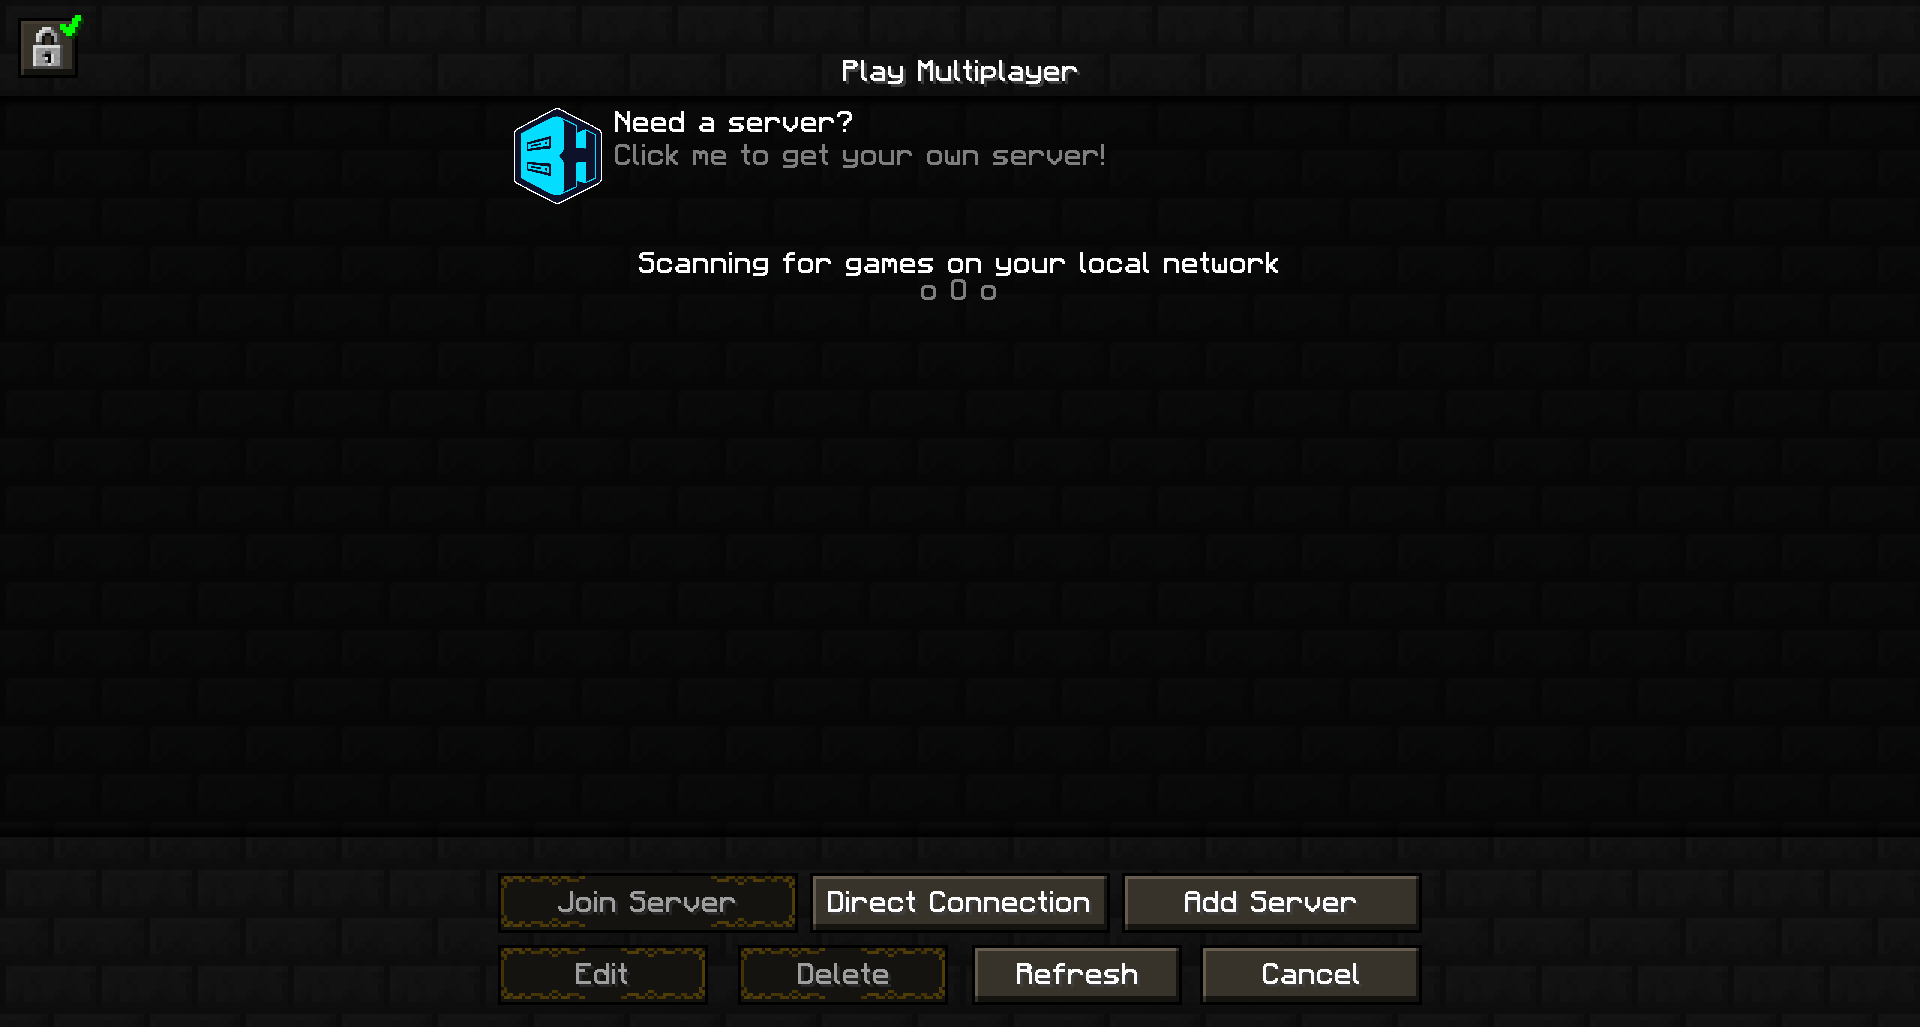 Play Multiplayer
Need a server?
Click me to get your own server!
Scanning for games on your local network
o O o
Join Server
Direct Connection
Add Server
Edit
Delete
Refresh
Cancel